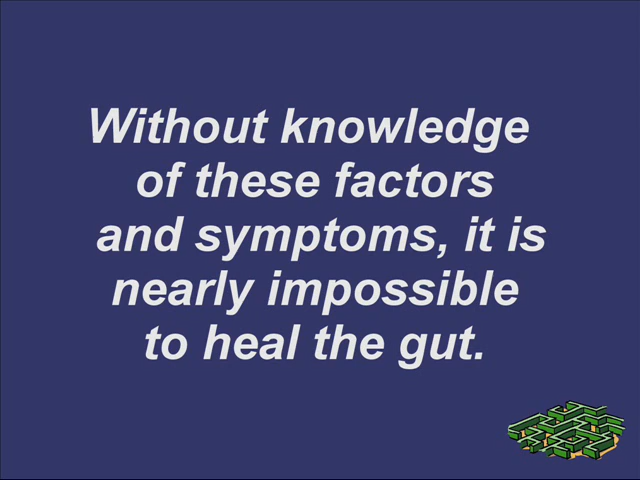 Without knowledge
of these factors
and symptoms, it is
nearly impossible
to heal the gut.